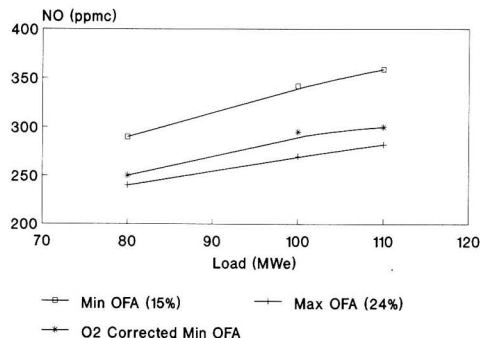 NO (ppmc)
400
350
300
250
200
70 80 90 100 110 120
Load (MWe)
Min OFA (15%) Max OFA (24%)
O2 Corrected Min OFA